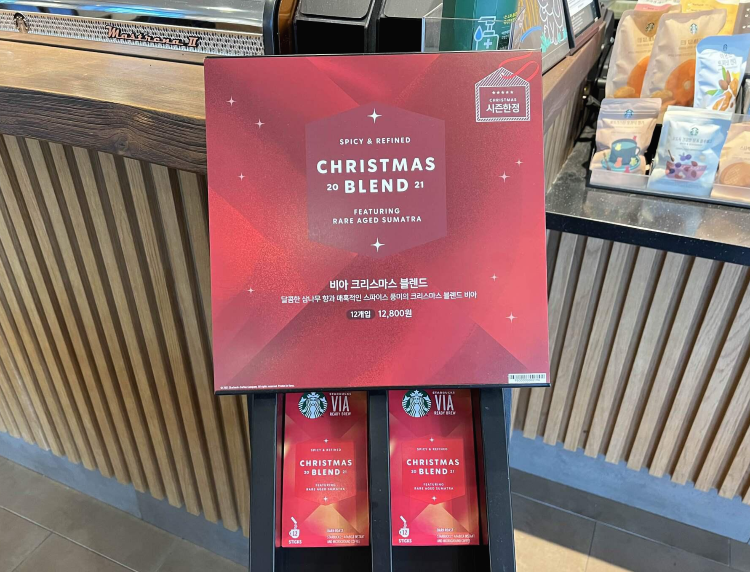 Mastrena II
CHRISTMAS
시즌한정
SPICY & REFINED
CHRISTMAS
20 BLEND 21
FEATURING
RARE AGED SUMATRA
비아 크리스마스 블렌드
달콤한 삼나무 향과 매혹적인 스파이스 풍미의 크리스마스 블렌드 비아
12개입 12,800원
STARBUCKS
VIA
READY BREW
SPICY & REFINED
CHRISTMAS
20 BLEND 21
FEATURING
RARE AGED SUMATRA
12
STICKS
STARBUCKS
VIA
READY BREW
SPICY & REFINED
CHRISTMAS
20 BLEND 21
FEATURING
RARE AGED SUMATRA
12
STICKS